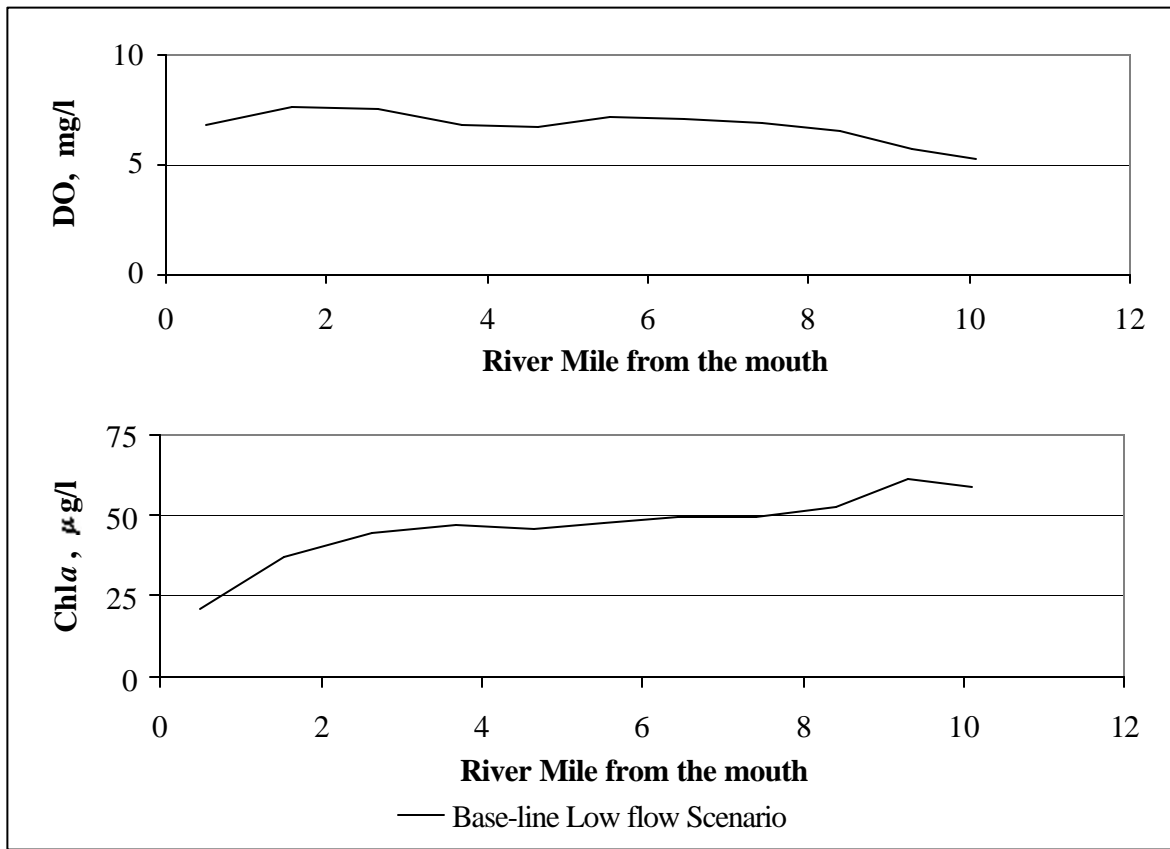 10
5
0
DO, mg/l
0 2 4 6 8 10 12
River Mile from the mouth
75
50
25
0
Chla , μg/l
0 2 4 6 8 10 12
River Mile from the mouth
Base-line Low flow Scenario